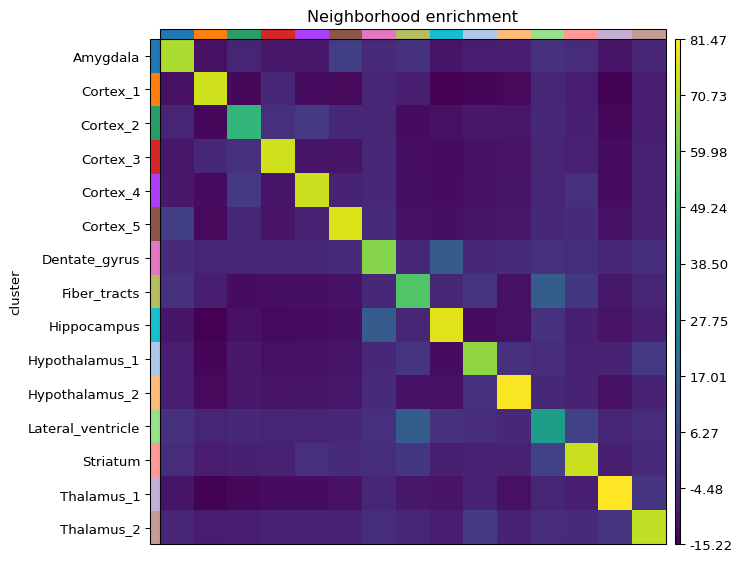 Neighborhood enrichment
cluster
Amygdala
Cortex_1
Cortex_2
Cortex_3
Cortex_4
Cortex_5
Dentate_gyrus
Fiber_tracts
Hippocampus
Hypothalamus_1
Hypothalamus_2
Lateral_ventricle
Striatum
Thalamus_1
Thalamus_2
81.47
70.73
59.98
49.24
38.50
27.75
17.01
6.27
-4.48
-15.22